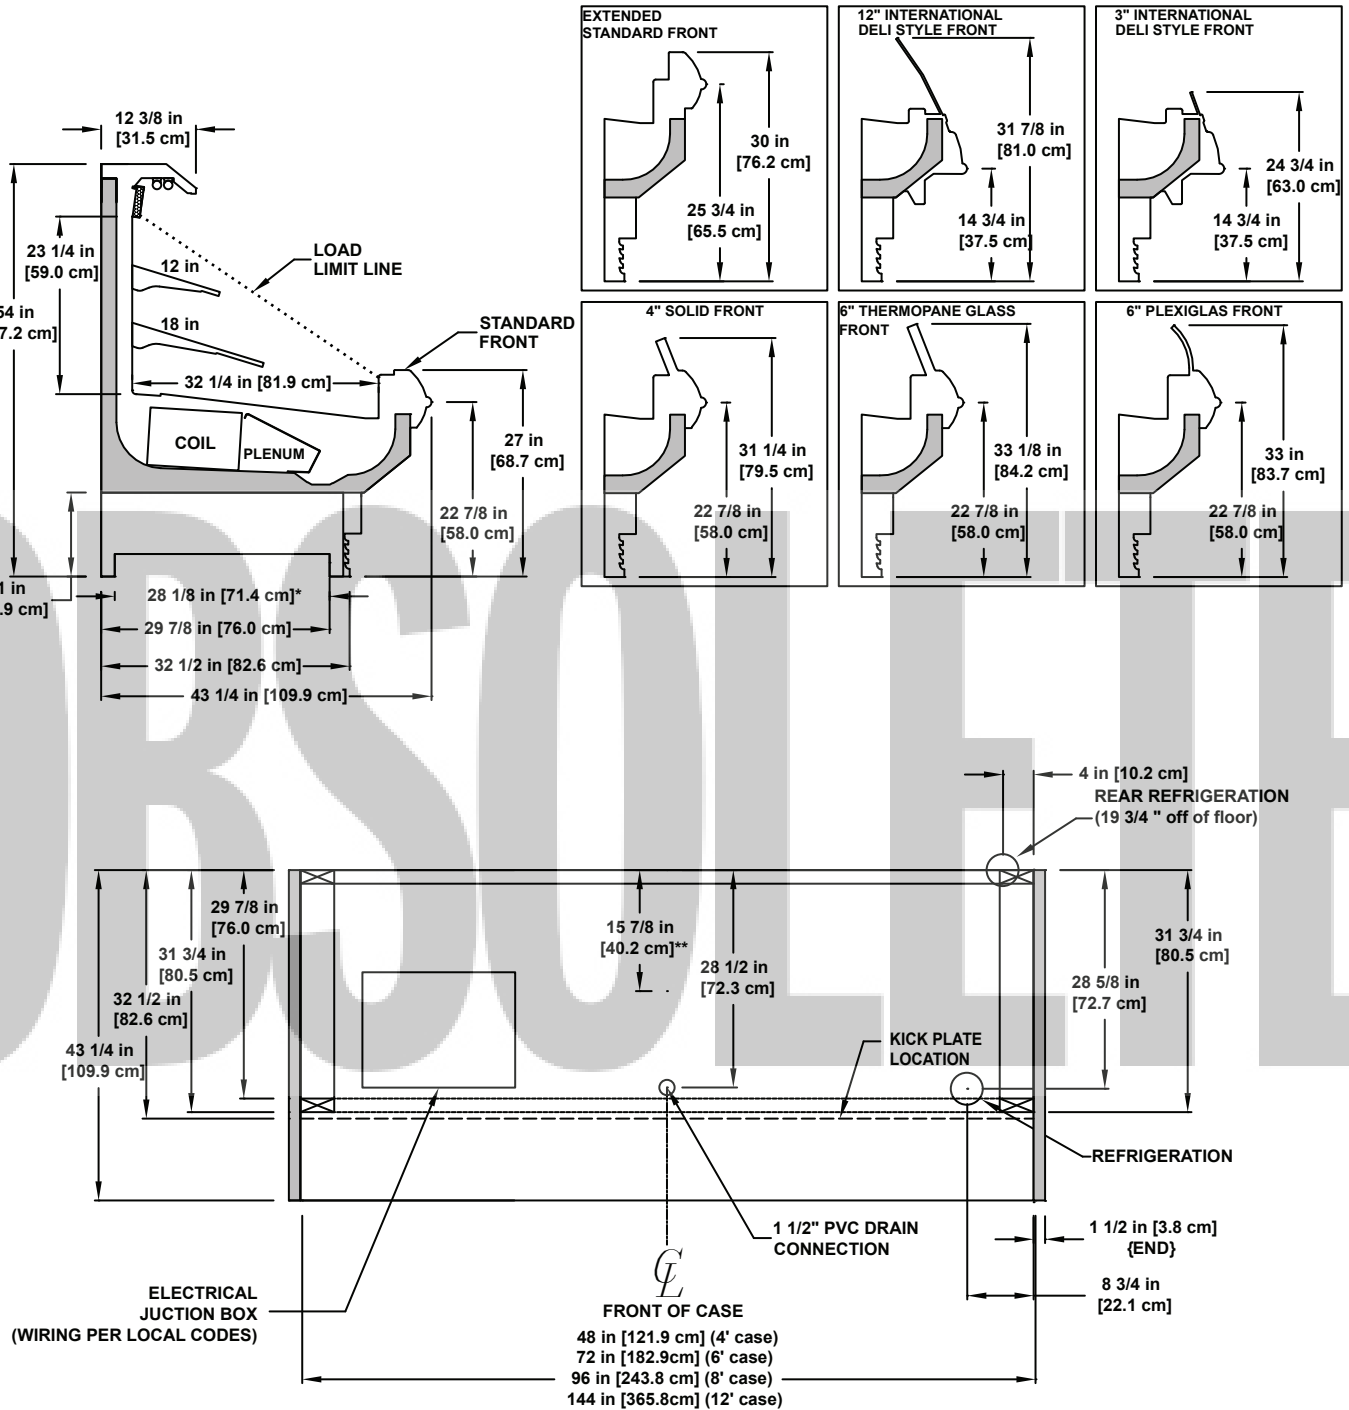 EXTENDED
STANDARD FRONT
30 in
[76.2 cm]
25 3/4 in
[65.5 cm]
12" INTERNATIONAL
DELI STYLE FRONT
31 7/8 in
[81.0 cm]
14 3/4 in
[37.5 cm]
3" INTERNATIONAL
DELI STYLE FRONT
24 3/4 in
[63.0 cm]
14 3/4 in
[37.5 cm]
12 3/8 in
[31.5 cm]
23 1/4 in
[59.0 cm]
12 in
18 in
LOAD
LIMIT LINE
54 in
7.2 cm]
STANDARD
FRONT
32 1/4 in [81.9 cm]
COIL
PLENUM
27 in
[68.7 cm]
22 7/8 in
[58.0 cm]
1 in
.9 cm]
28 1/8 in [71.4 cm]*
29 7/8 in [76.0 cm]
32 1/2 in [82.6 cm]
43 1/4 in [109.9 cm]
4" SOLID FRONT
31 1/4 in
[79.5 cm]
22 7/8 in
[58.0 cm]
6" THERMOPANE GLASS
FRONT
33 1/8 in
[84.2 cm]
22 7/8 in
[58.0 cm]
6" PLEXIGLAS FRONT
33 in
[83.7 cm]
22 7/8 in
[58.0 cm]
OBSOLETE
4 in [10.2 cm]
REAR REFRIGERATION
(19 3/4 " off of floor)
29 7/8 in
[76.0 cm]
31 3/4 in
[80.5 cm]
32 1/2 in
[82.6 cm]
43 1/4 in
[109.9 cm]
15 7/8 in
[40.2 cm]**
28 1/2 in
[72.3 cm]
31 3/4 in
[80.5 cm]
28 5/8 in
[72.7 cm]
KICK PLATE
LOCATION
REFRIGERATION
1 1/2" PVC DRAIN
CONNECTION
1 1/2 in [3.8 cm]
{END}
8 3/4 in
[22.1 cm]
ELECTRICAL
JUCTION BOX
(WIRING PER LOCAL CODES)
CL
FRONT OF CASE
48 in [121.9 cm] (4' case)
72 in [182.9cm] (6' case)
96 in [243.8 cm] (8' case)
144 in [365.8cm] (12' case)